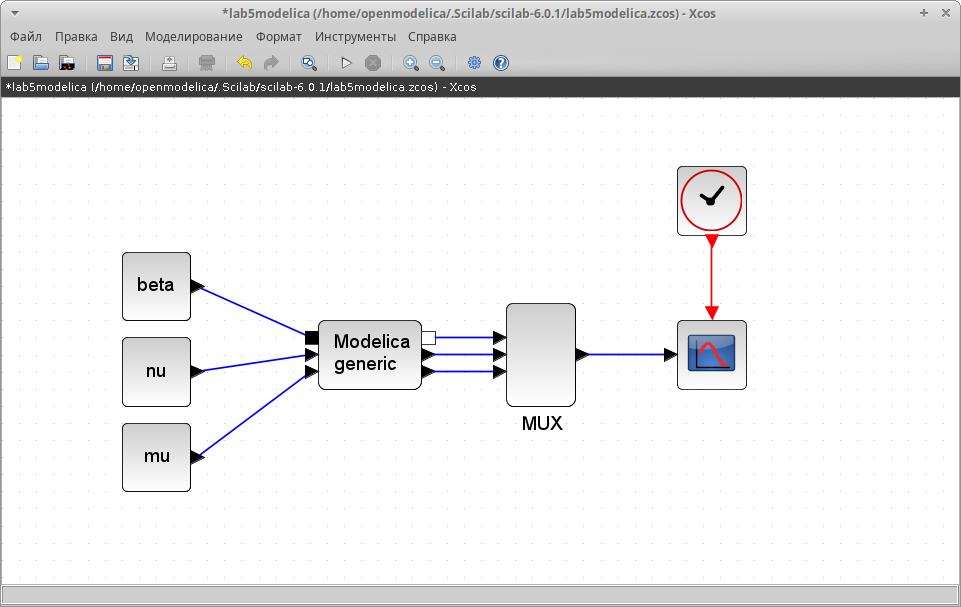 *lab5modelica (/home/openmodelica/.Scilab/scilab-6.0.1/lab5modelica.zcos) - Xcos
Файл Правка Вид Моделирование Формат Инструменты Справка
*lab5modelica (/home/openmodelica/.Scilab/scilab-6.0.1/lab5modelica.zcos) - Xcos
beta
nu
mu
Modelica
generic
MUX